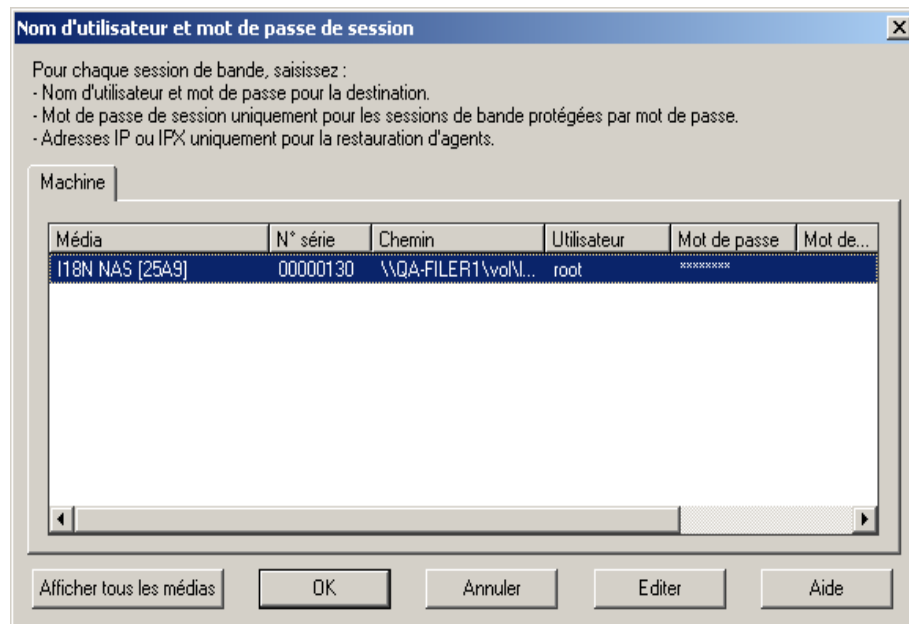 Nom d'utilisateur et mot de passe de session
Pour chaque session de bande, saisissez :
- Nom d'utilisateur et mot de passe pour la destination.
- Mot de passe de session uniquement pour les sessions de bande protégées par mot de passe.
- Adresses IP ou IPX uniquement pour la restauration d'agents.
Machine
Média N° série Chemin Utilisateur Mot de passe Mot de...
I18N NAS [25A9] 00000130 \\QA-FILER1\vol\I... root ********
Afficher tous les médias OK Annuler Editer Aide